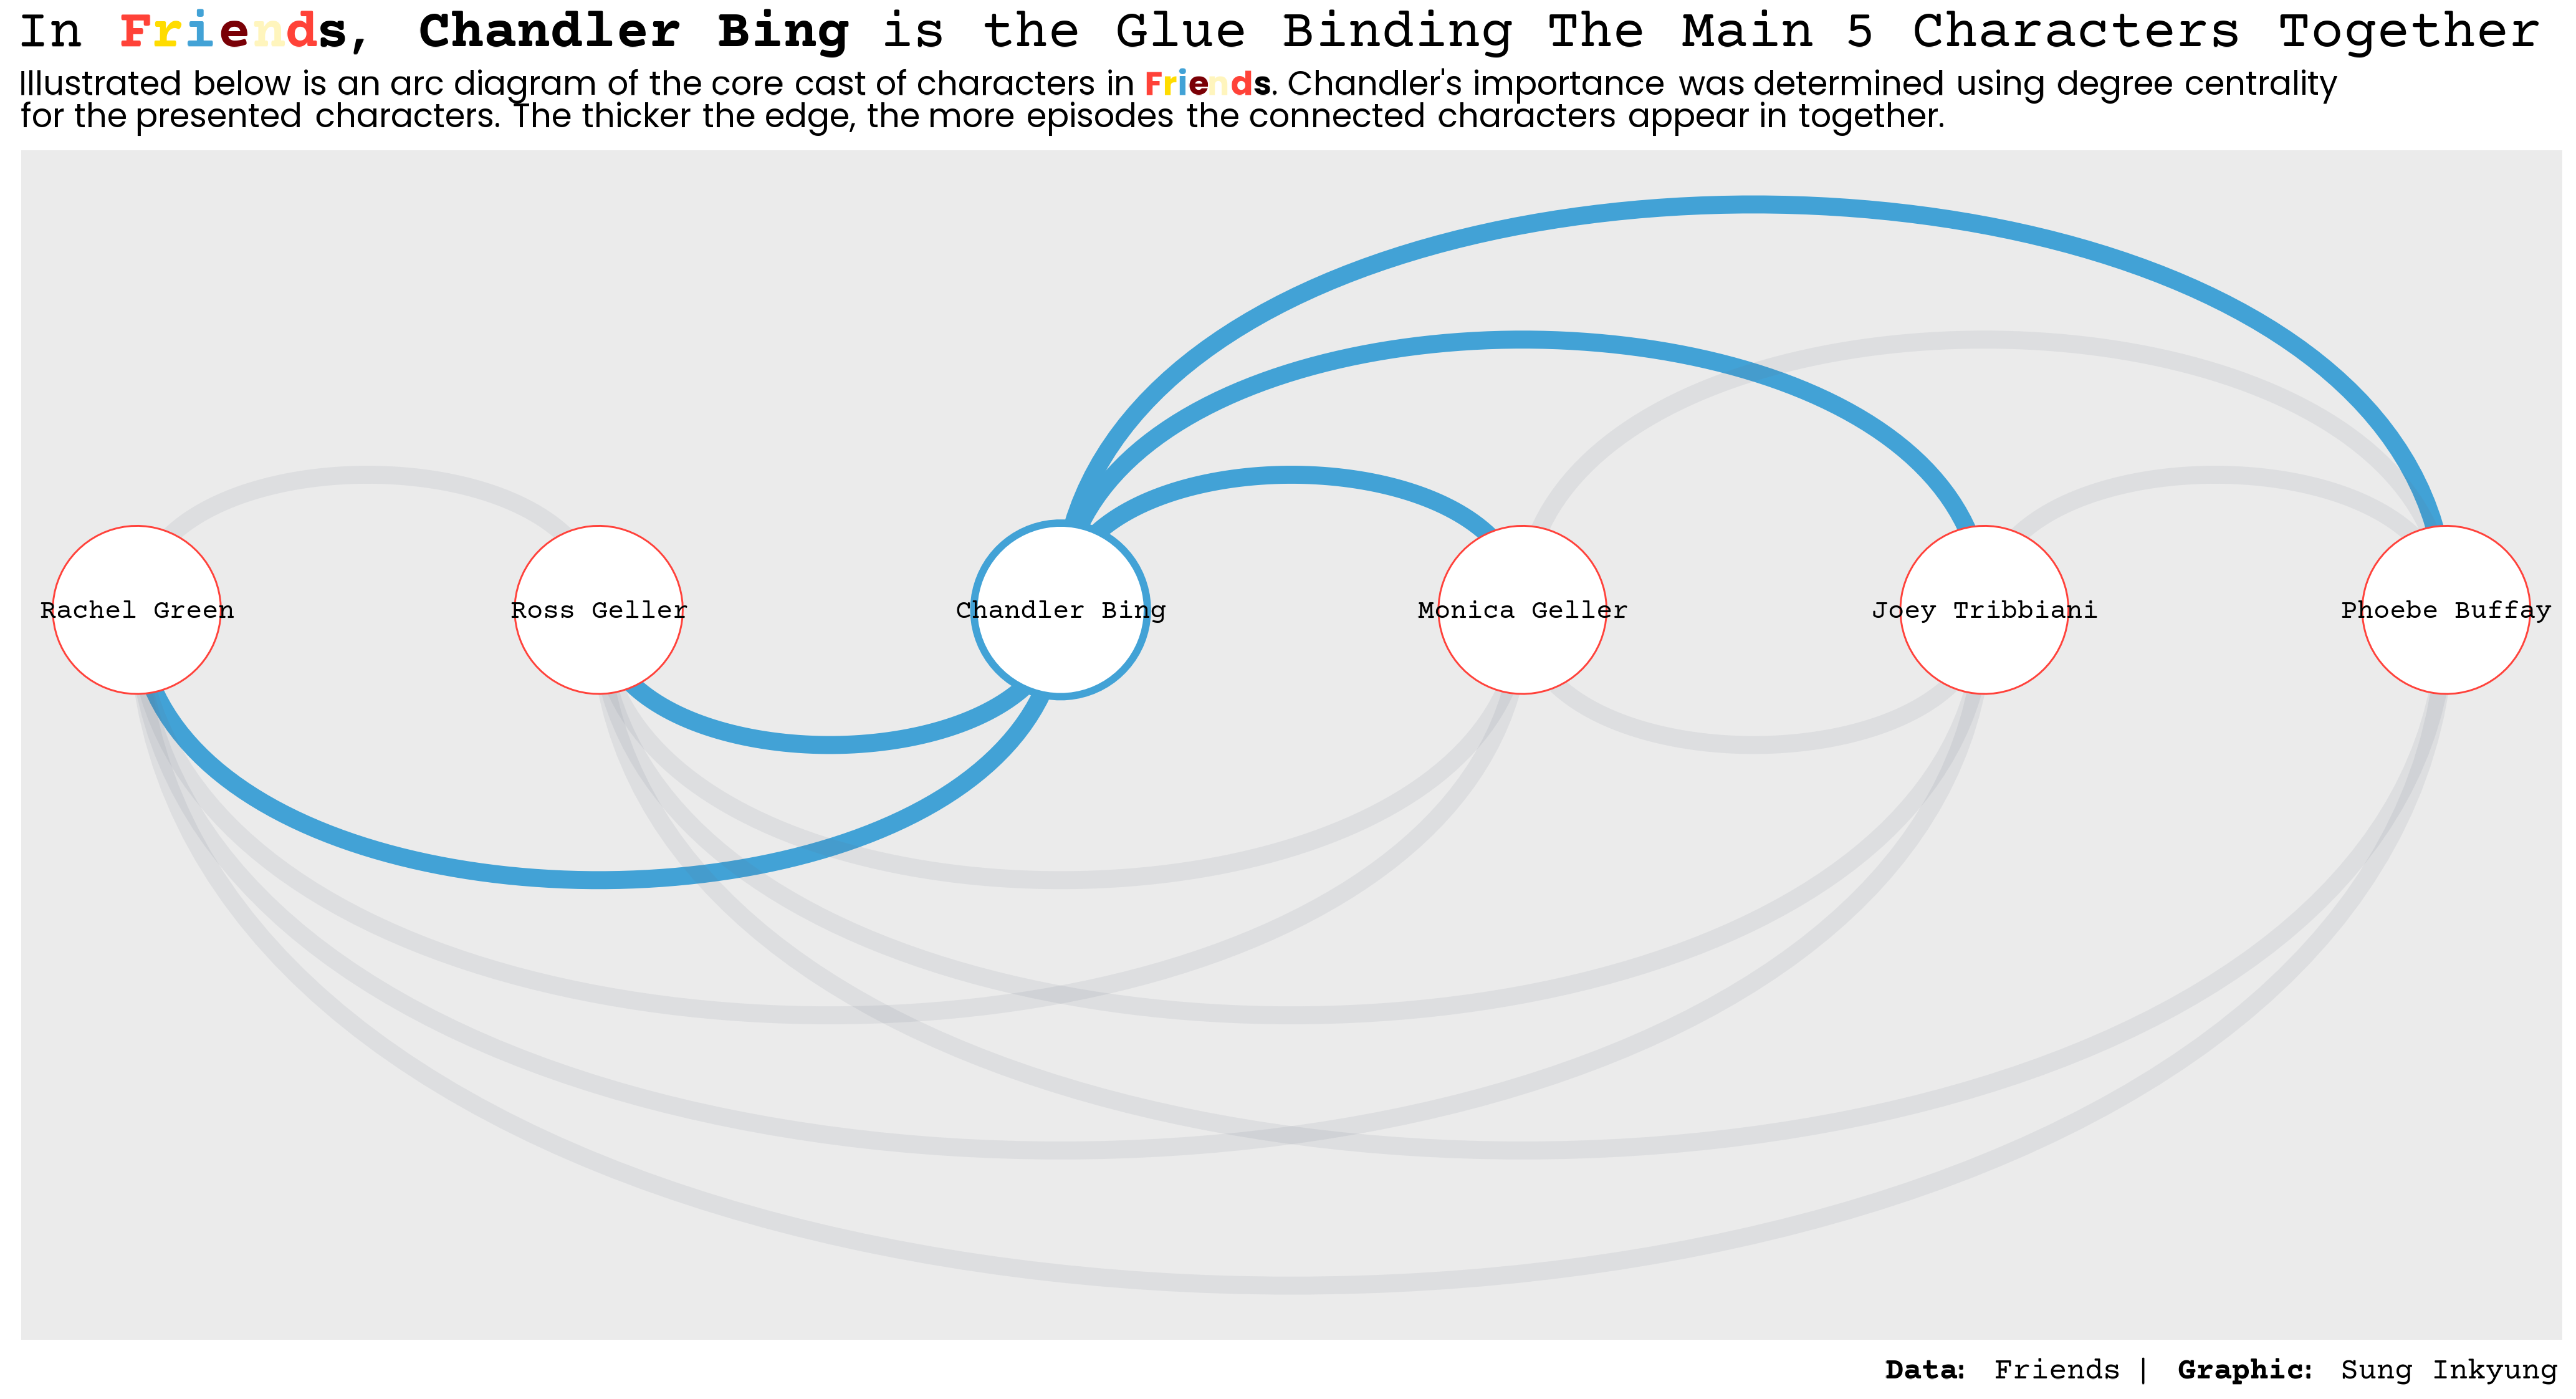 In Friends, Chandler Bing is the Glue Binding The Main 5 Characters Together
Illustrated below is an arc diagram of the core cast of characters in Friends. Chandler's importance was determined using degree centrality
for the presented characters. The thicker the edge, the more episodes the connected characters appear in together.
Rachel Green
Ross Geller
Chandler Bing
Monica Geller
Joey Tribbiani
Phoebe Buffay
Data: Friends | Graphic: Sung Inkyung